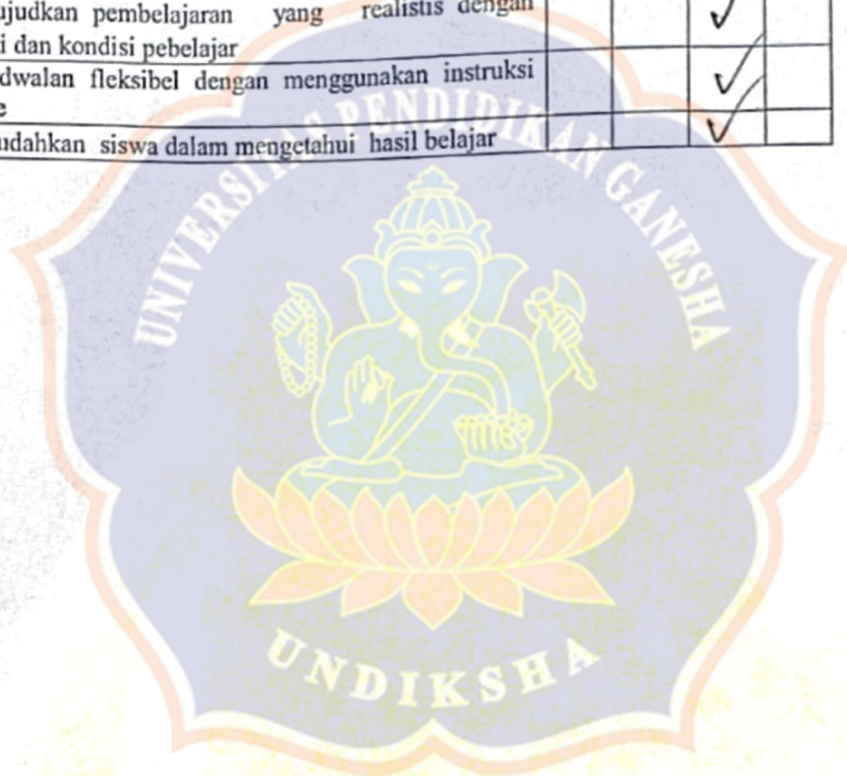 ujudkan pembelajaran yang realistis dengan
i dan kondisi pebelajar
dwalan fleksibel dengan menggunakan instruksi
e
udahkan siswa dalam mengetahui hasil belajar
UNIVERSITAS PENDIDIKAN GANESHA
UNDIKSHA